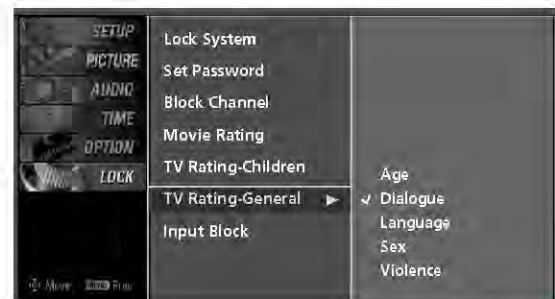 SETUP
PICTURE
AUDIO
TIME
OPTION
LOCK
Lock System
Set Password
Block Channel
Movie Rating
TV Rating-Children
TV Rating-General ▶
Input Block
Age
✓ Dialogue
Language
Sex
Violence
Move